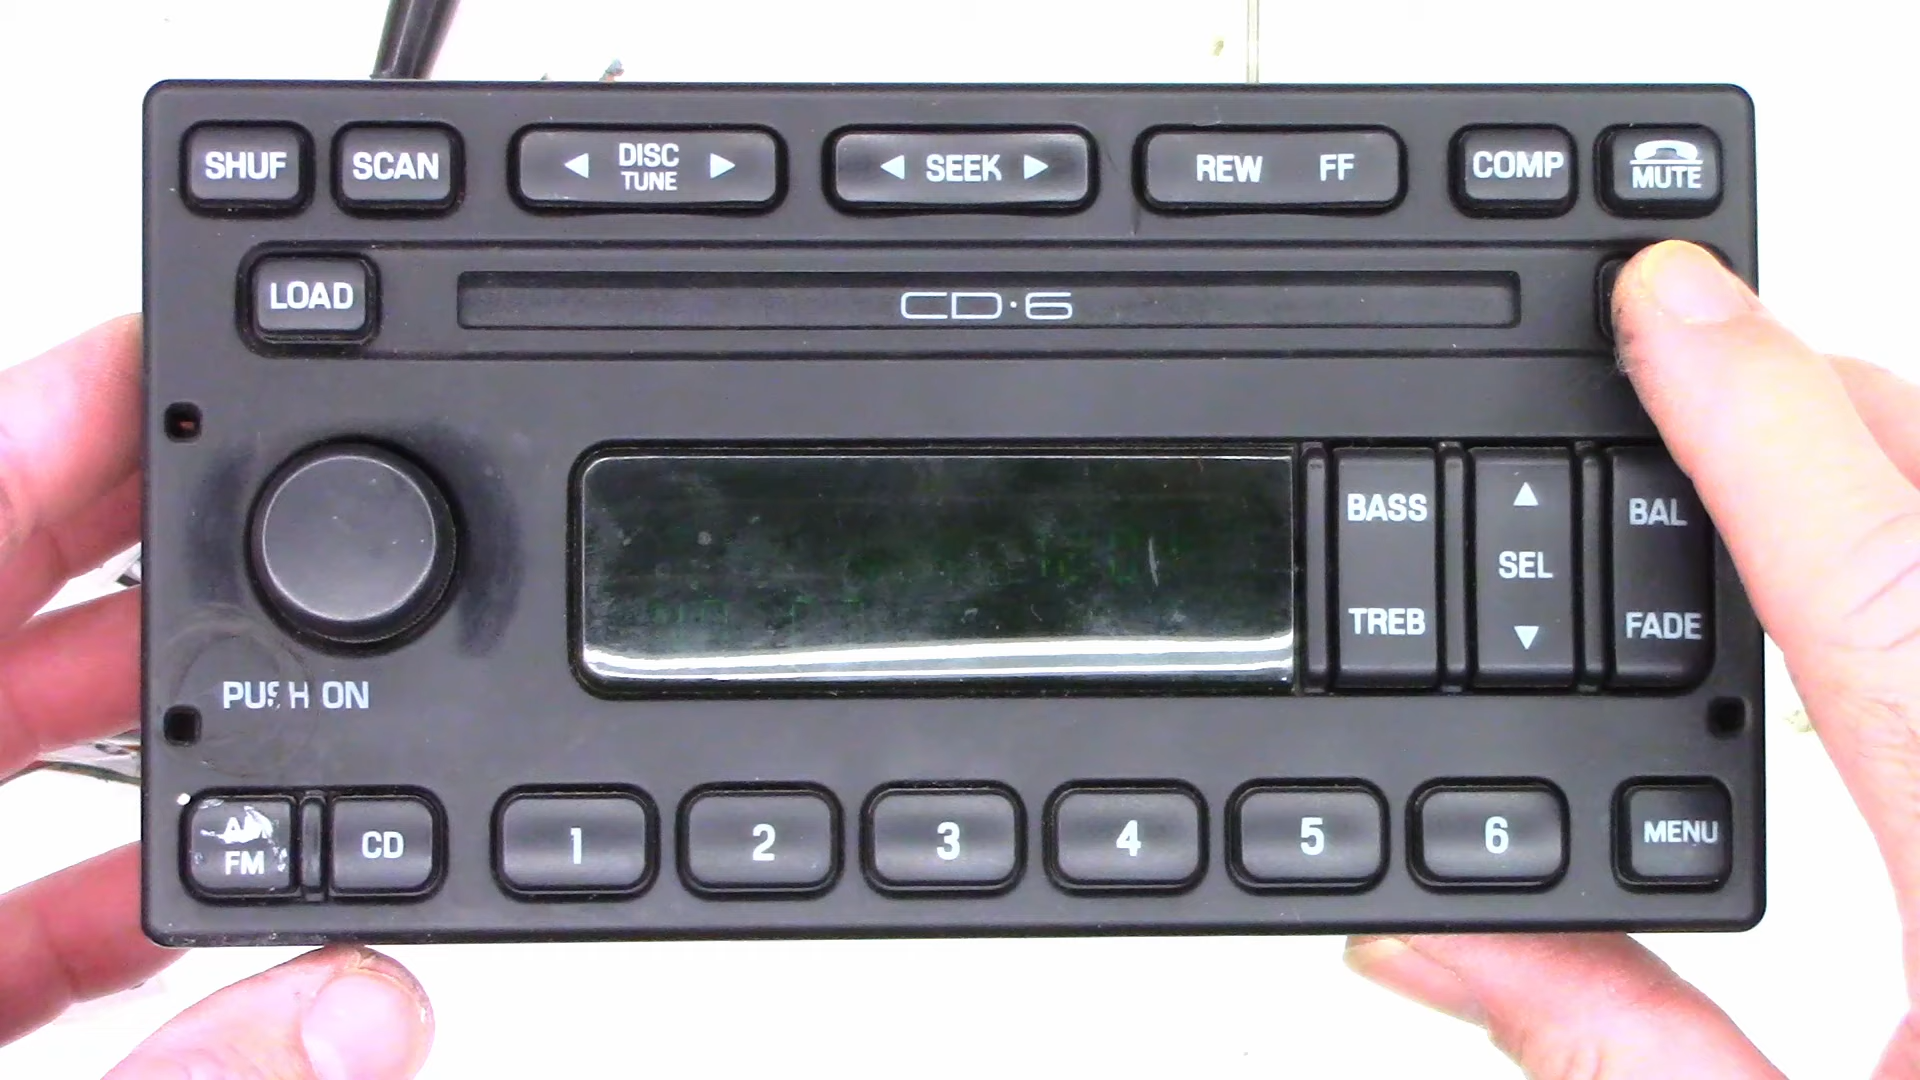 SHUF SCAN DISC TUNE SEEK REW FF COMP MUTE
LOAD CD·6
BASS SEL BAL
TREB FADE
PUSH ON
AM FM CD 1 2 3 4 5 6 MENU